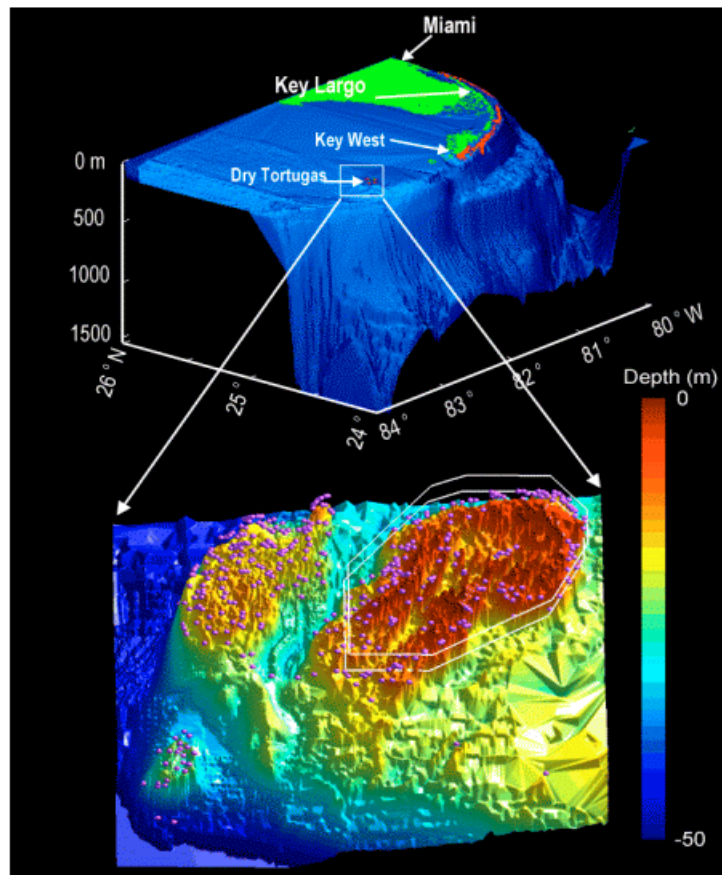 Miami
Key Largo
Key West
0 m
Dry Tortugas
500
1000
1500
26° N
25°
24°
84°
83°
82°
81°
80° W
Depth (m)
0
-50